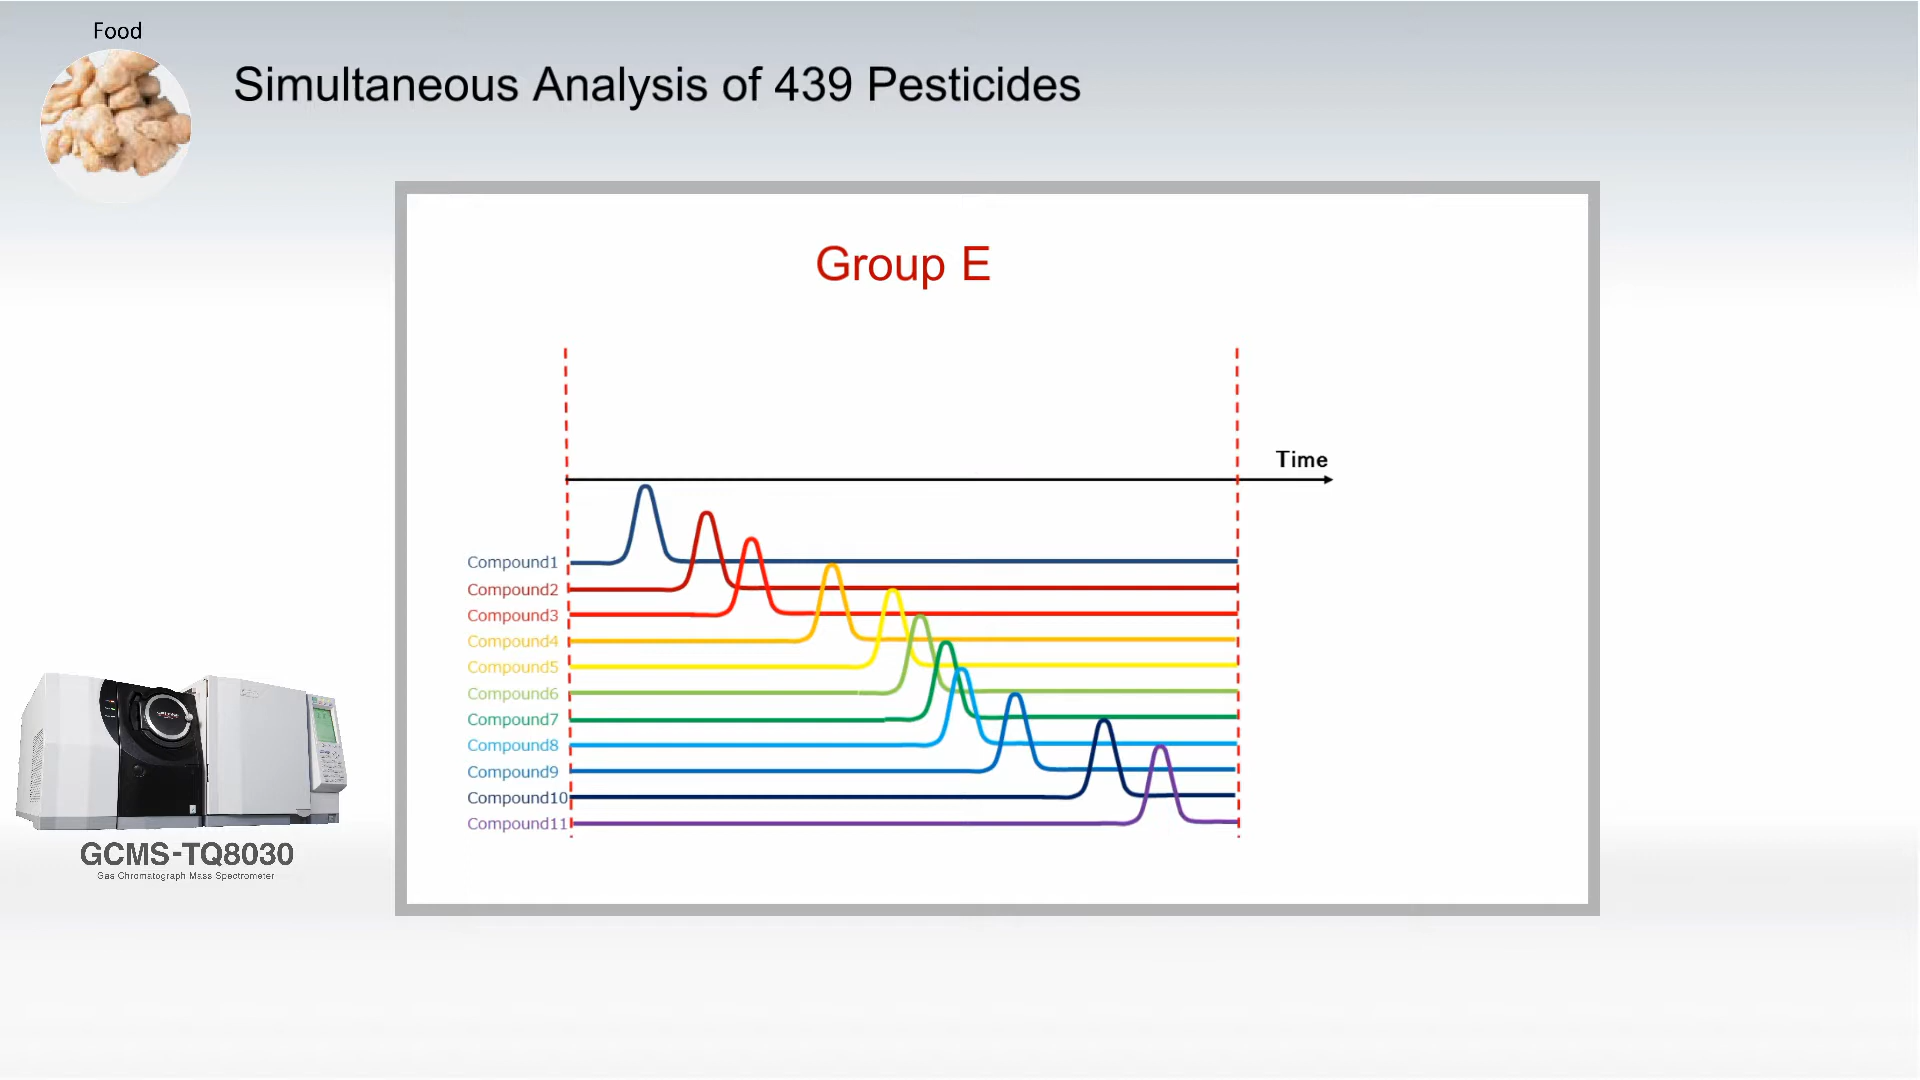 Food
Simultaneous Analysis of 439 Pesticides
Group E
Time
Compound1
Compound2
Compound3
Compound4
Compound5
Compound6
Compound7
Compound8
Compound9
Compound10
Compound11
GCMS-TQ8030
Gas Chromatograph Mass Spectrometer